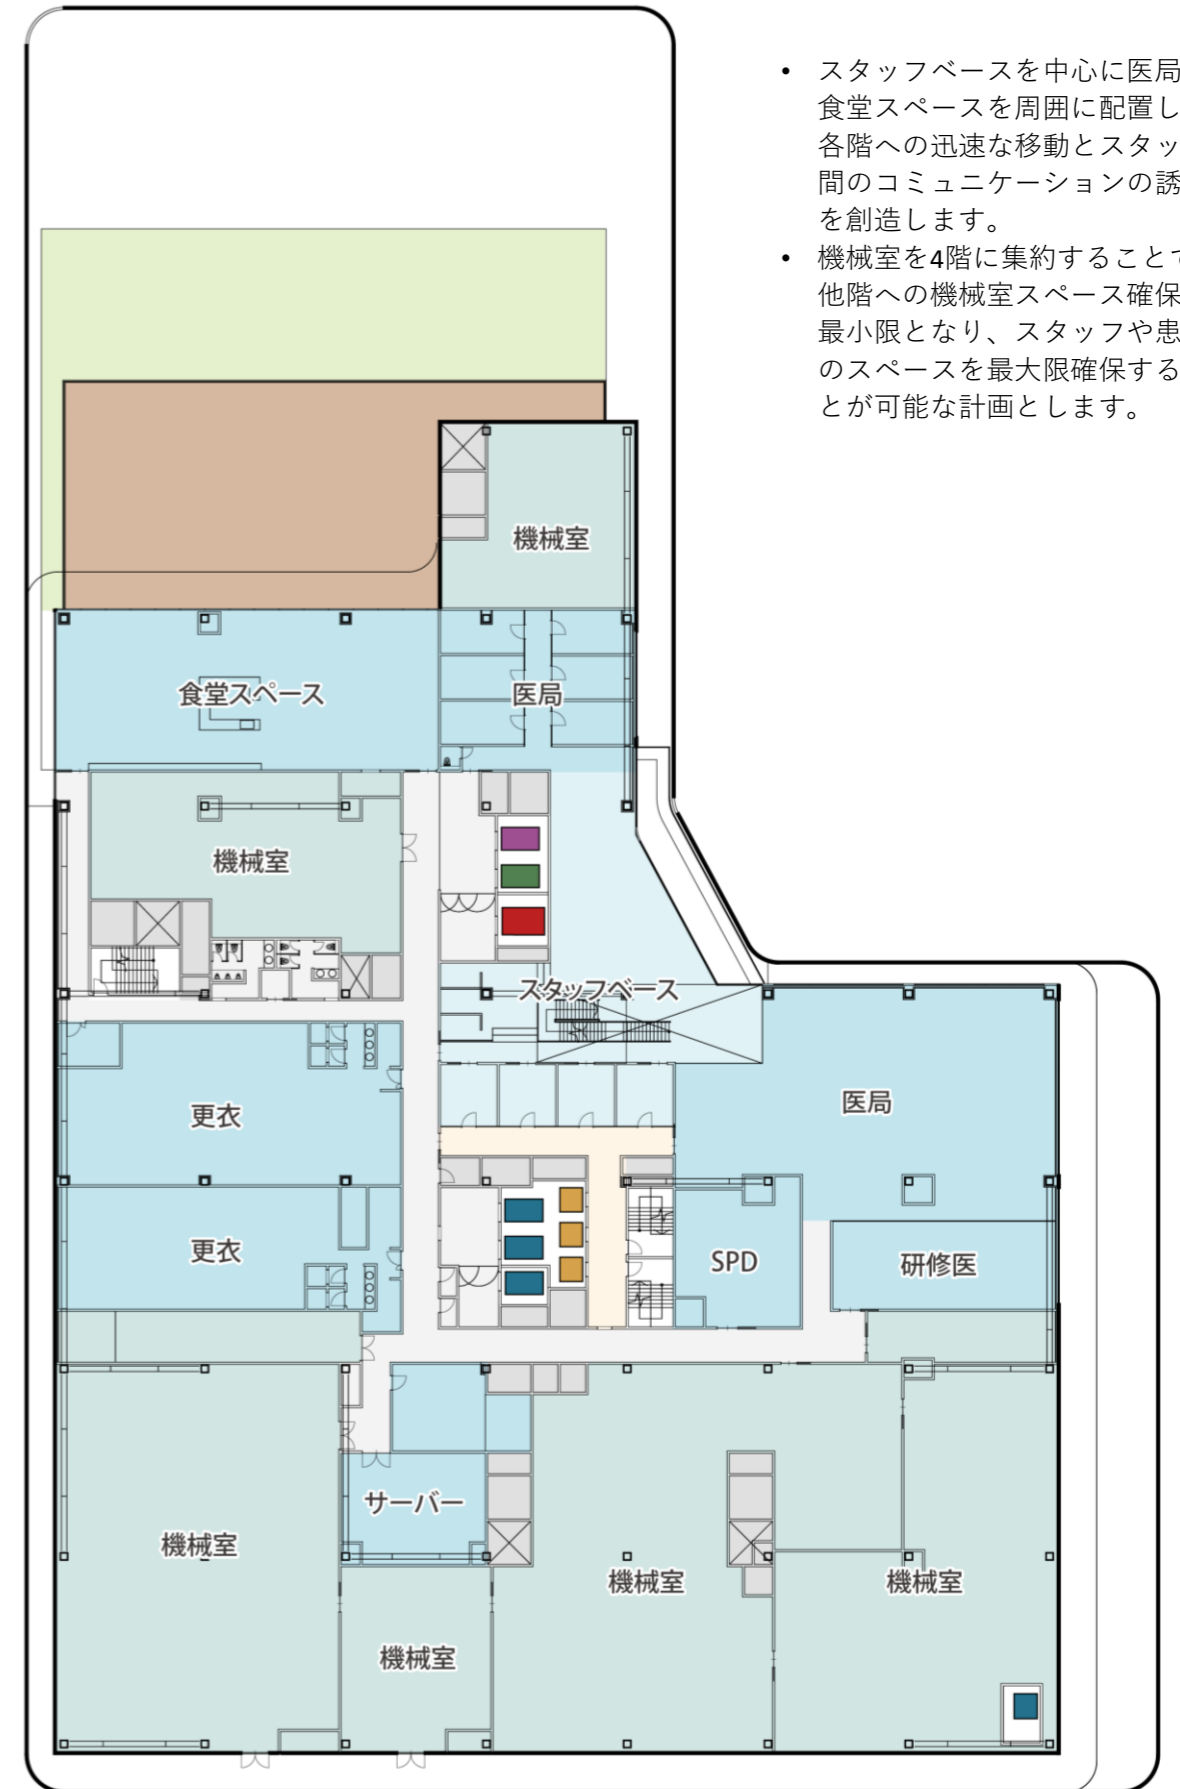 • スタッフベースを中心に医局
食堂スペースを周囲に配置し
各階への迅速な移動とスタッ
間のコミュニケーションの誘
を創造します。
• 機械室を4階に集約することで
他階への機械室スペース確保
最小限となり、スタッフや患
のスペースを最大限確保する
とが可能な計画とします。
機械室
食堂スペース
医局
機械室
スタッフベース
更衣
医局
更衣
SPD
研修医
サーバー
機械室
機械室
機械室
機械室